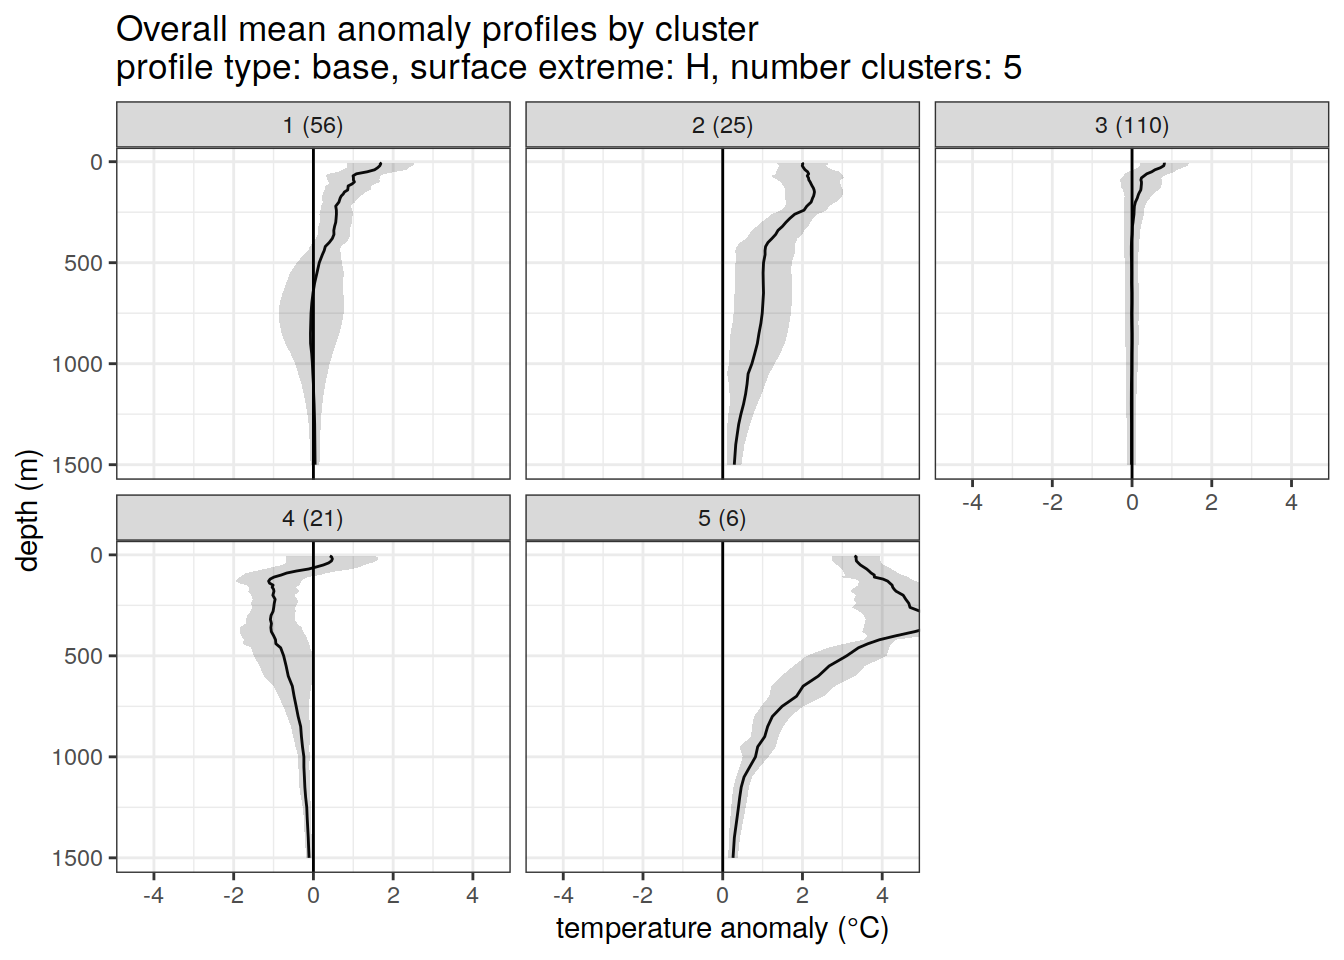 Overall mean anomaly profiles by cluster
profile type: base, surface extreme: H, number clusters: 5
1 (56)
2 (25)
3 (110)
0
500
1000
1500
-4 -2 0 2 4
4 (21)
5 (6)
0
500
1000
1500
-4 -2 0 2 4
-4 -2 0 2 4
depth (m)
temperature anomaly (°C)